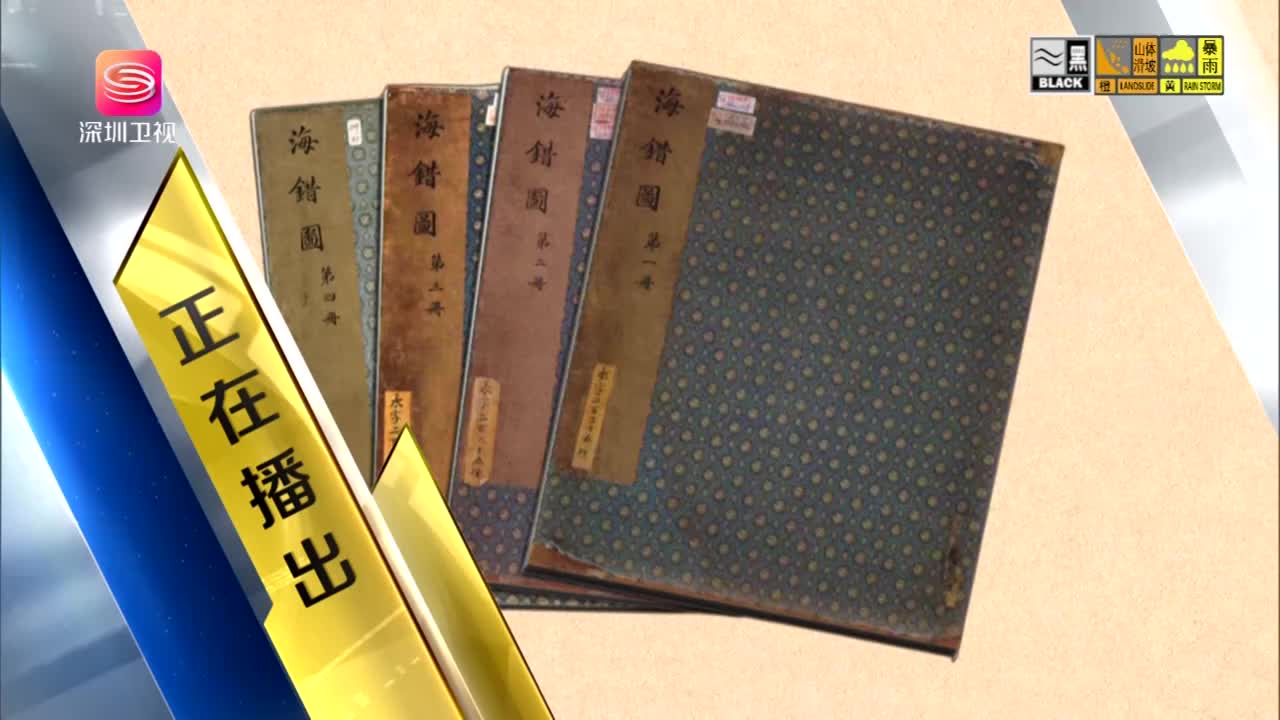 深圳卫视
黑
BLACK
山体
滑坡
橙 LANDSLIDE
暴
雨
黄 RAIN STORM
海錯圖 第四册
海錯圖 第三册
海錯圖 第二册
海錯圖 第一册
正在播出